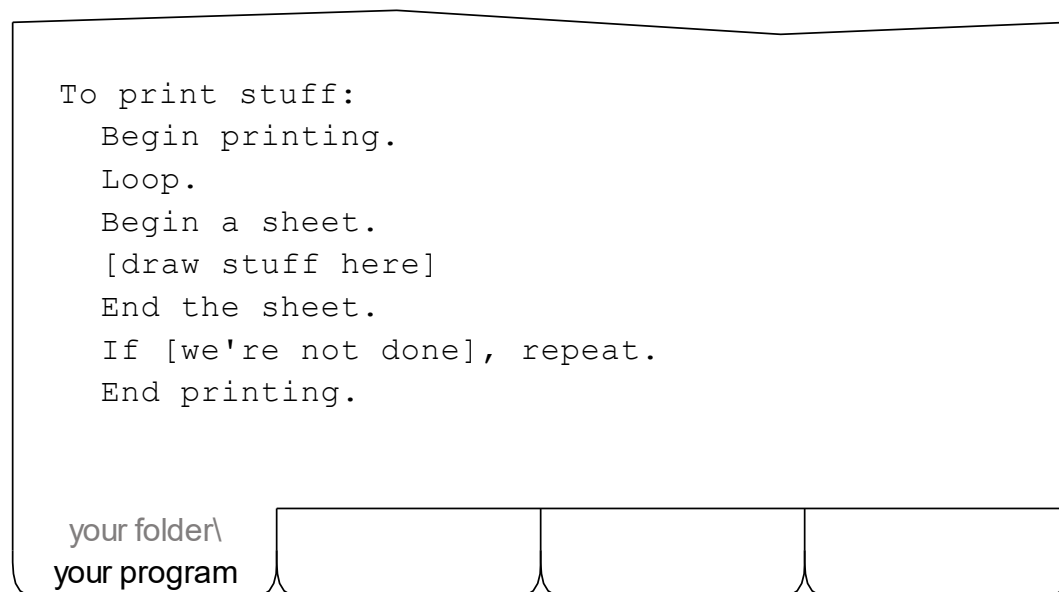 To print stuff:
Begin printing.
Loop.
Begin a sheet.
[draw stuff here]
End the sheet.
If [we're not done], repeat.
End printing.
your folder\
your program